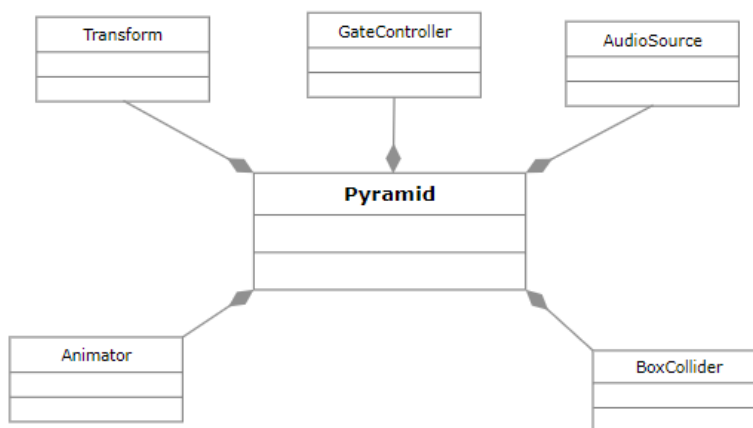 Transform
GateController
AudioSource
Pyramid
Animator
BoxCollider